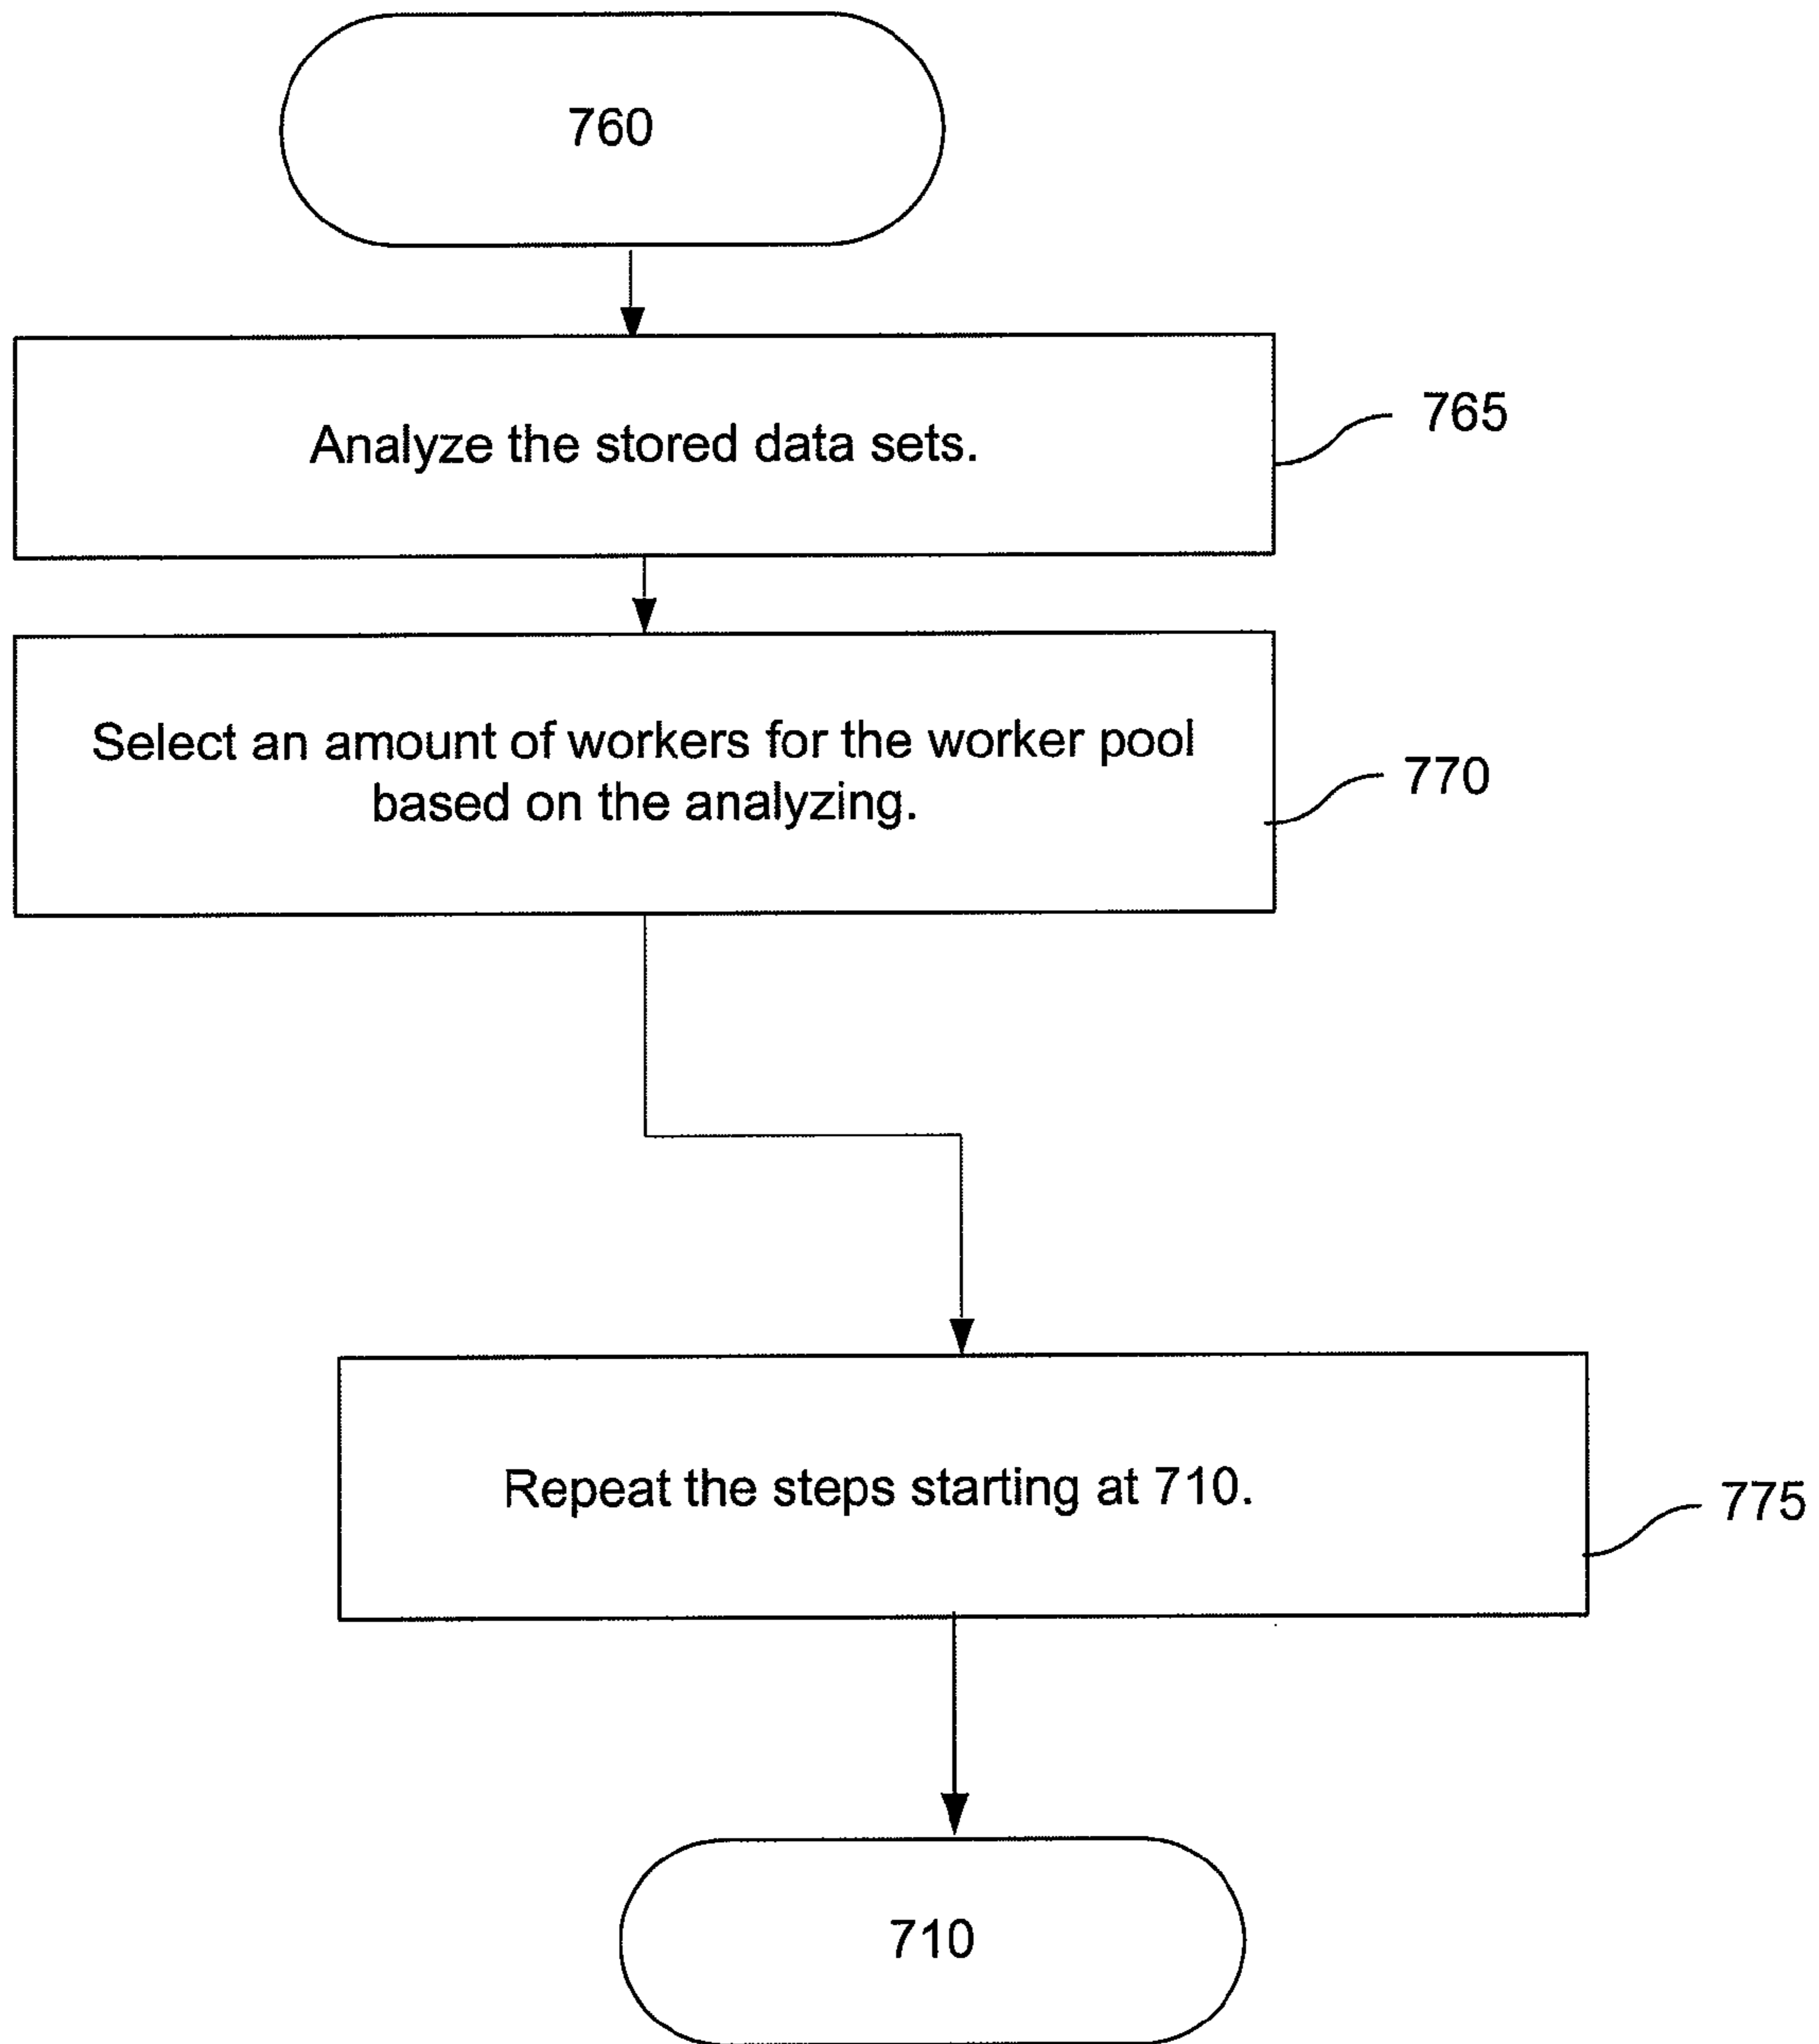 760
Analyze the stored data sets.
765
Select an amount of workers for the worker pool
based on the analyzing.
770
Repeat the steps starting at 710.
775
710